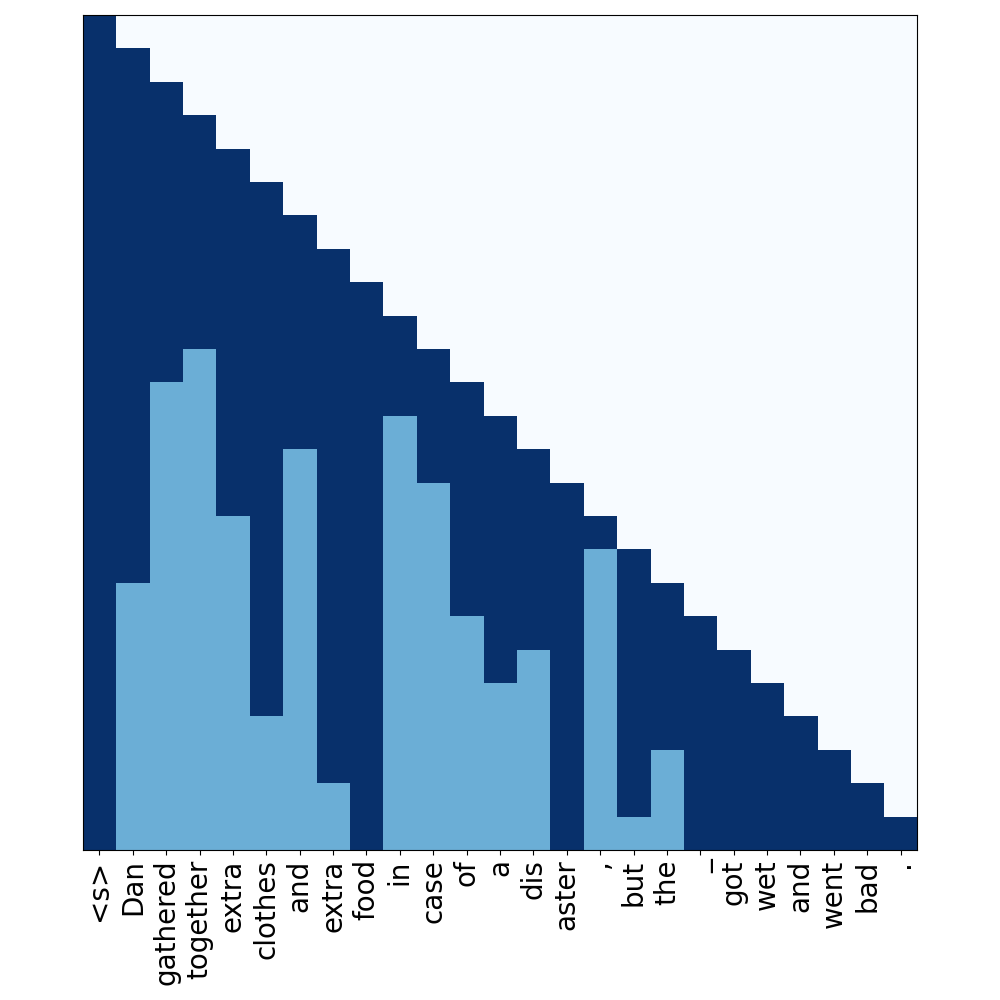 <s> Dan gathered together extra clothes and extra food in case of a dis aster , but the _ got wet and went bad .